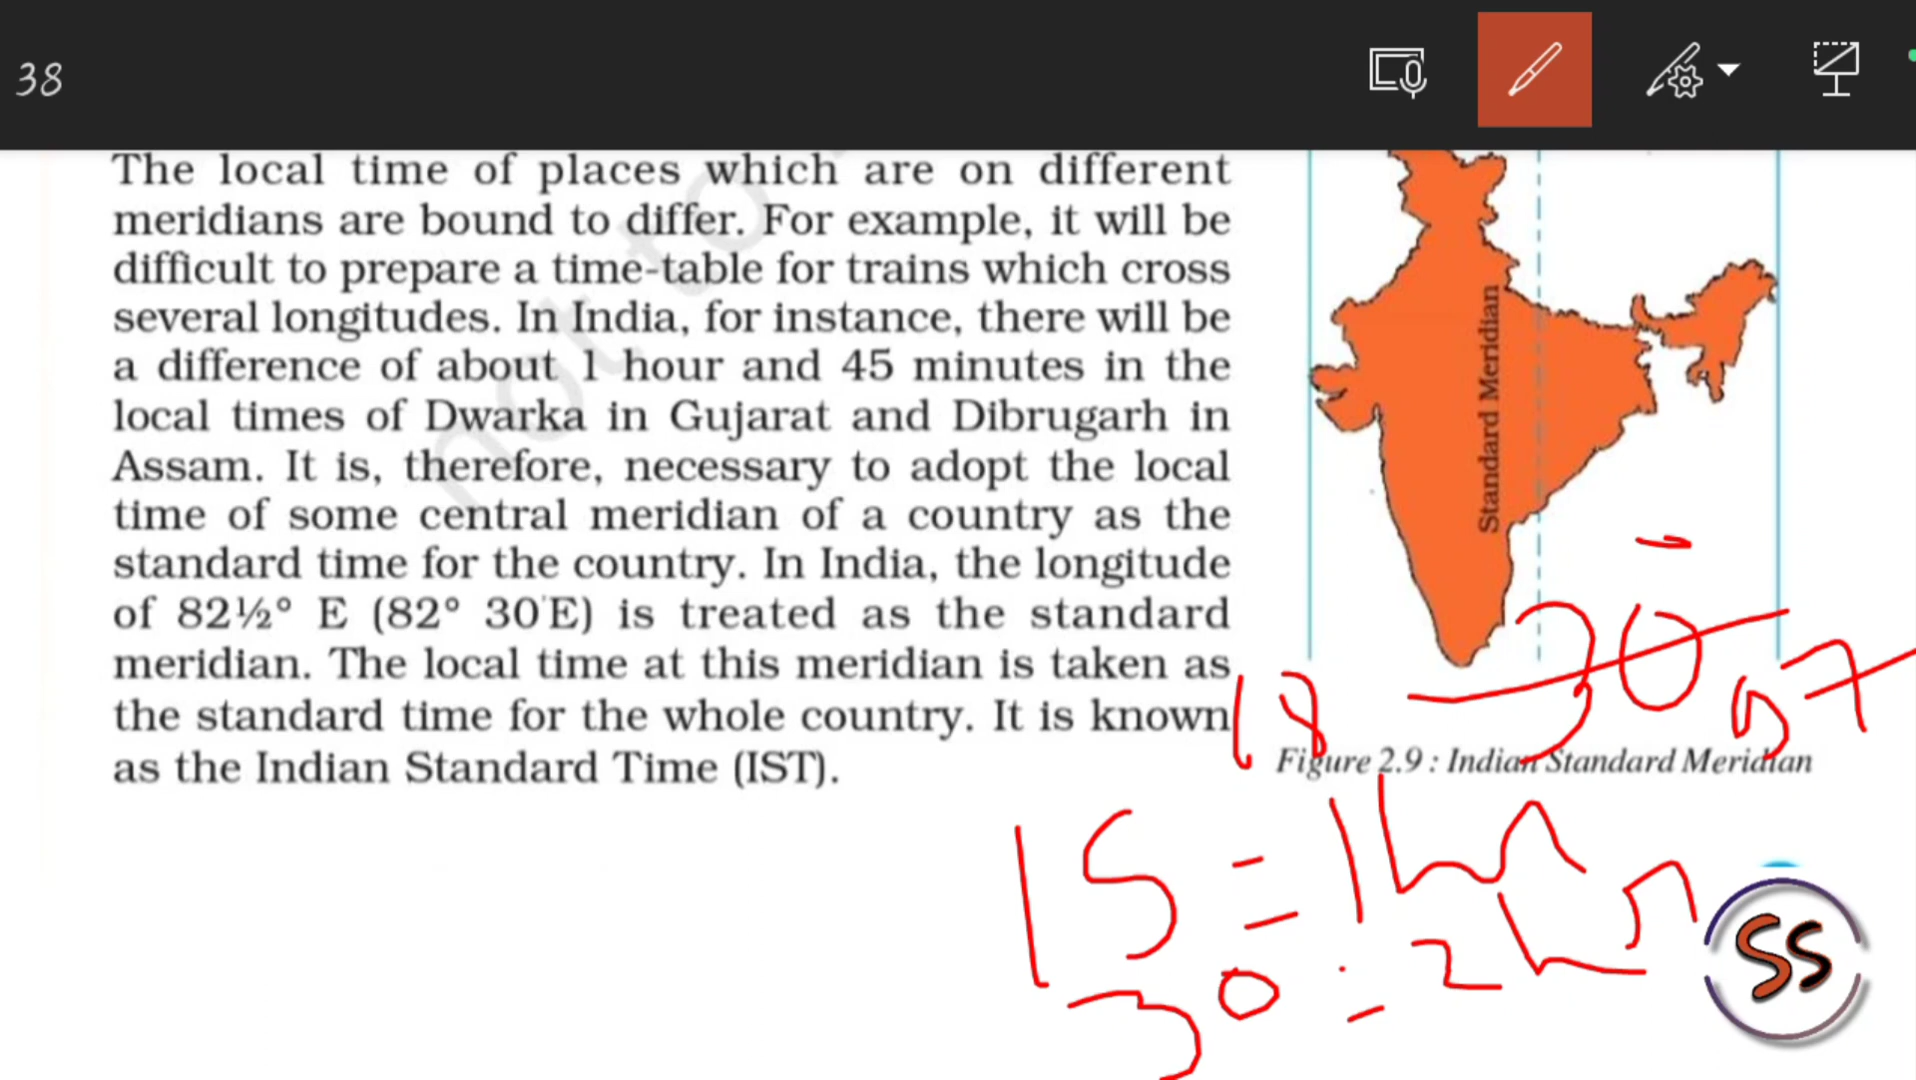 38
The local time of places which are on different
meridians are bound to differ. For example, it will be
difficult to prepare a time-table for trains which cross
several longitudes. In India, for instance, there will be
a difference of about 1 hour and 45 minutes in the
local times of Dwarka in Gujarat and Dibrugarh in
Assam. It is, therefore, necessary to adopt the local
time of some central meridian of a country as the
standard time for the country. In India, the longitude
of 82½° E (82° 30'E) is treated as the standard
meridian. The local time at this meridian is taken as
the standard time for the whole country. It is known
as the Indian Standard Time (IST).
Standard Meridian
68 30 97
Figure 2.9 : Indian Standard Meridian
15 = 1hr
30 = 2hr
not to
SS